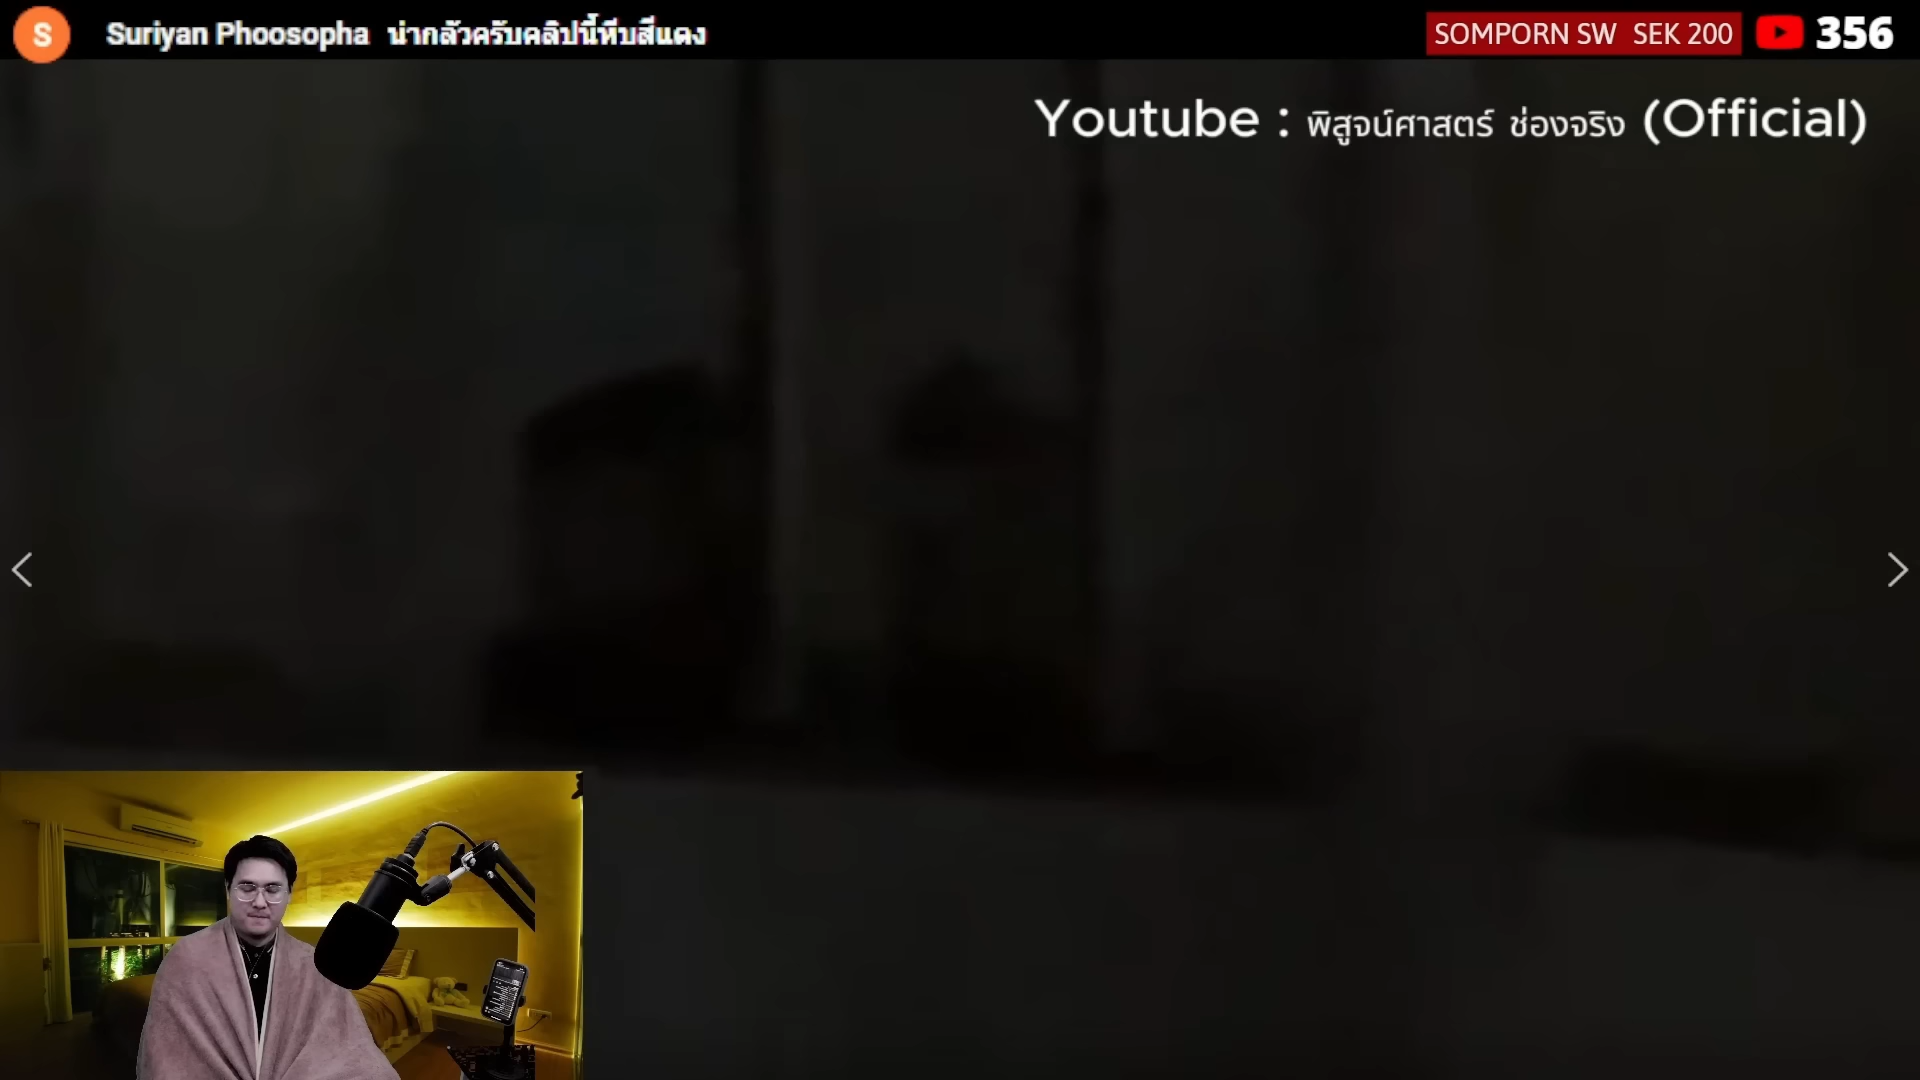 S Suriyan Phoosopha น่ากลัวครับคลิปนี้หีบสีแดง SOMPORN SW SEK 200 356
Youtube : พิสูจน์ศาสตร์ ช่องจริง (Official)